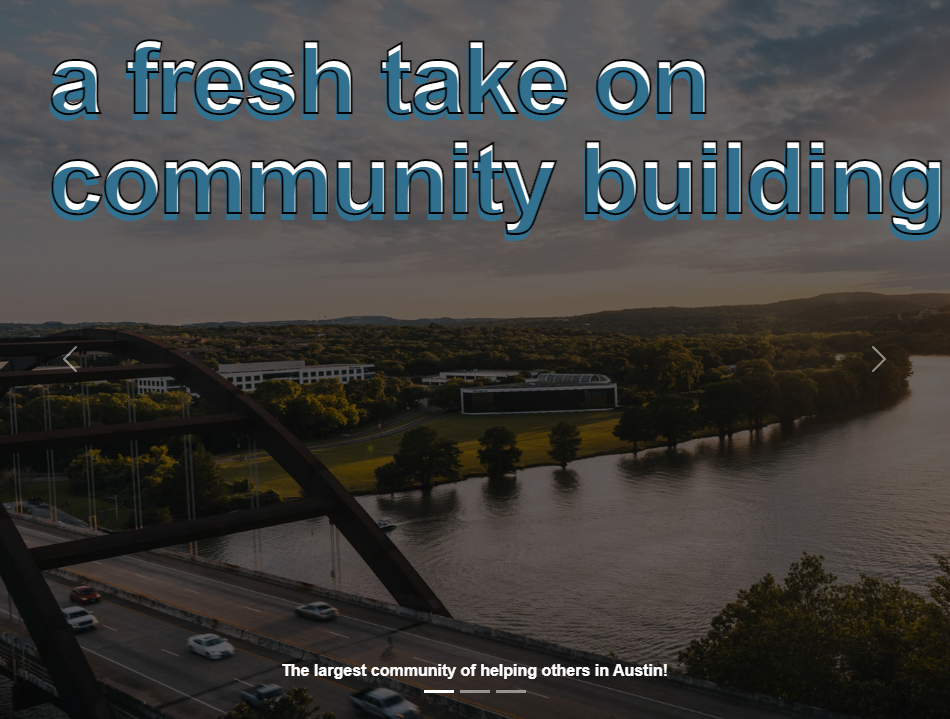 a fresh take on
community building
The largest community of helping others in Austin!